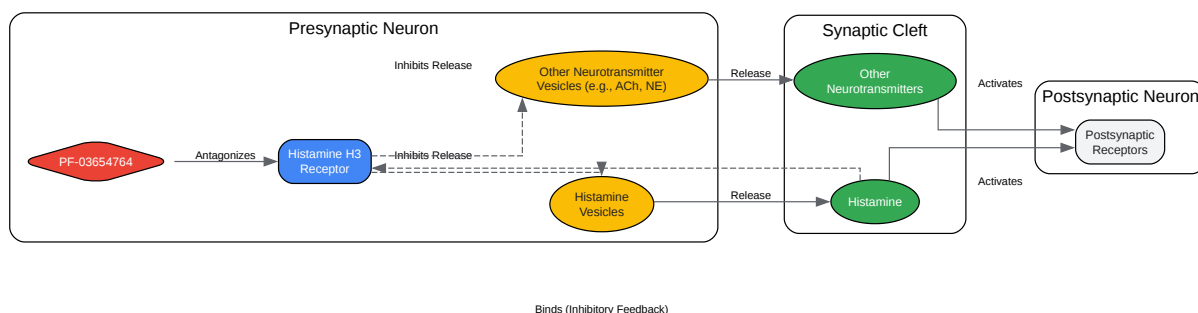 Presynaptic Neuron
Synaptic Cleft
Inhibits Release
Other Neurotransmitter
Vesicles (e.g., ACh, NE)
Release
Other
Neurotransmitters
Activates
Postsynaptic Neuron
PF-03654764
Antagonizes
Histamine H3
Receptor
Inhibits Release
Postsynaptic
Receptors
Histamine
Vesicles
Release
Histamine
Activates
Binds (Inhibitory Feedback)